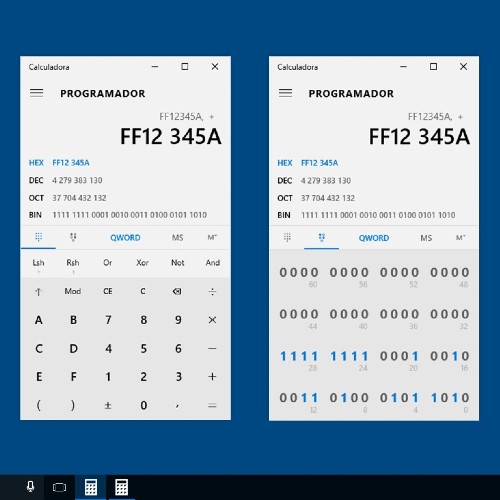 Calculadora
PROGRAMADOR
FF12345A, +
FF12 345A
HEX FF12 345A
DEC 4 279 383 130
OCT 37 704 432 132
BIN 1111 1111 0001 0010 0011 0100 0101 1010
QWORD MS M˅
Lsh Rsh Or Xor Not And
↑ Mod CE C ⌫ ÷
A B 7 8 9 ×
C D 4 5 6 −
E F 1 2 3 +
( ) ± 0 , =
Calculadora
PROGRAMADOR
FF12345A, +
FF12 345A
HEX FF12 345A
DEC 4 279 383 130
OCT 37 704 432 132
BIN 1111 1111 0001 0010 0011 0100 0101 1010
QWORD MS M˅
0000 0000 0000 0000
60 56 52 48
0000 0000 0000 0000
44 40 36 32
1111 1111 0001 0010
28 24 20 16
0011 0100 0101 1010
12 8 4 0